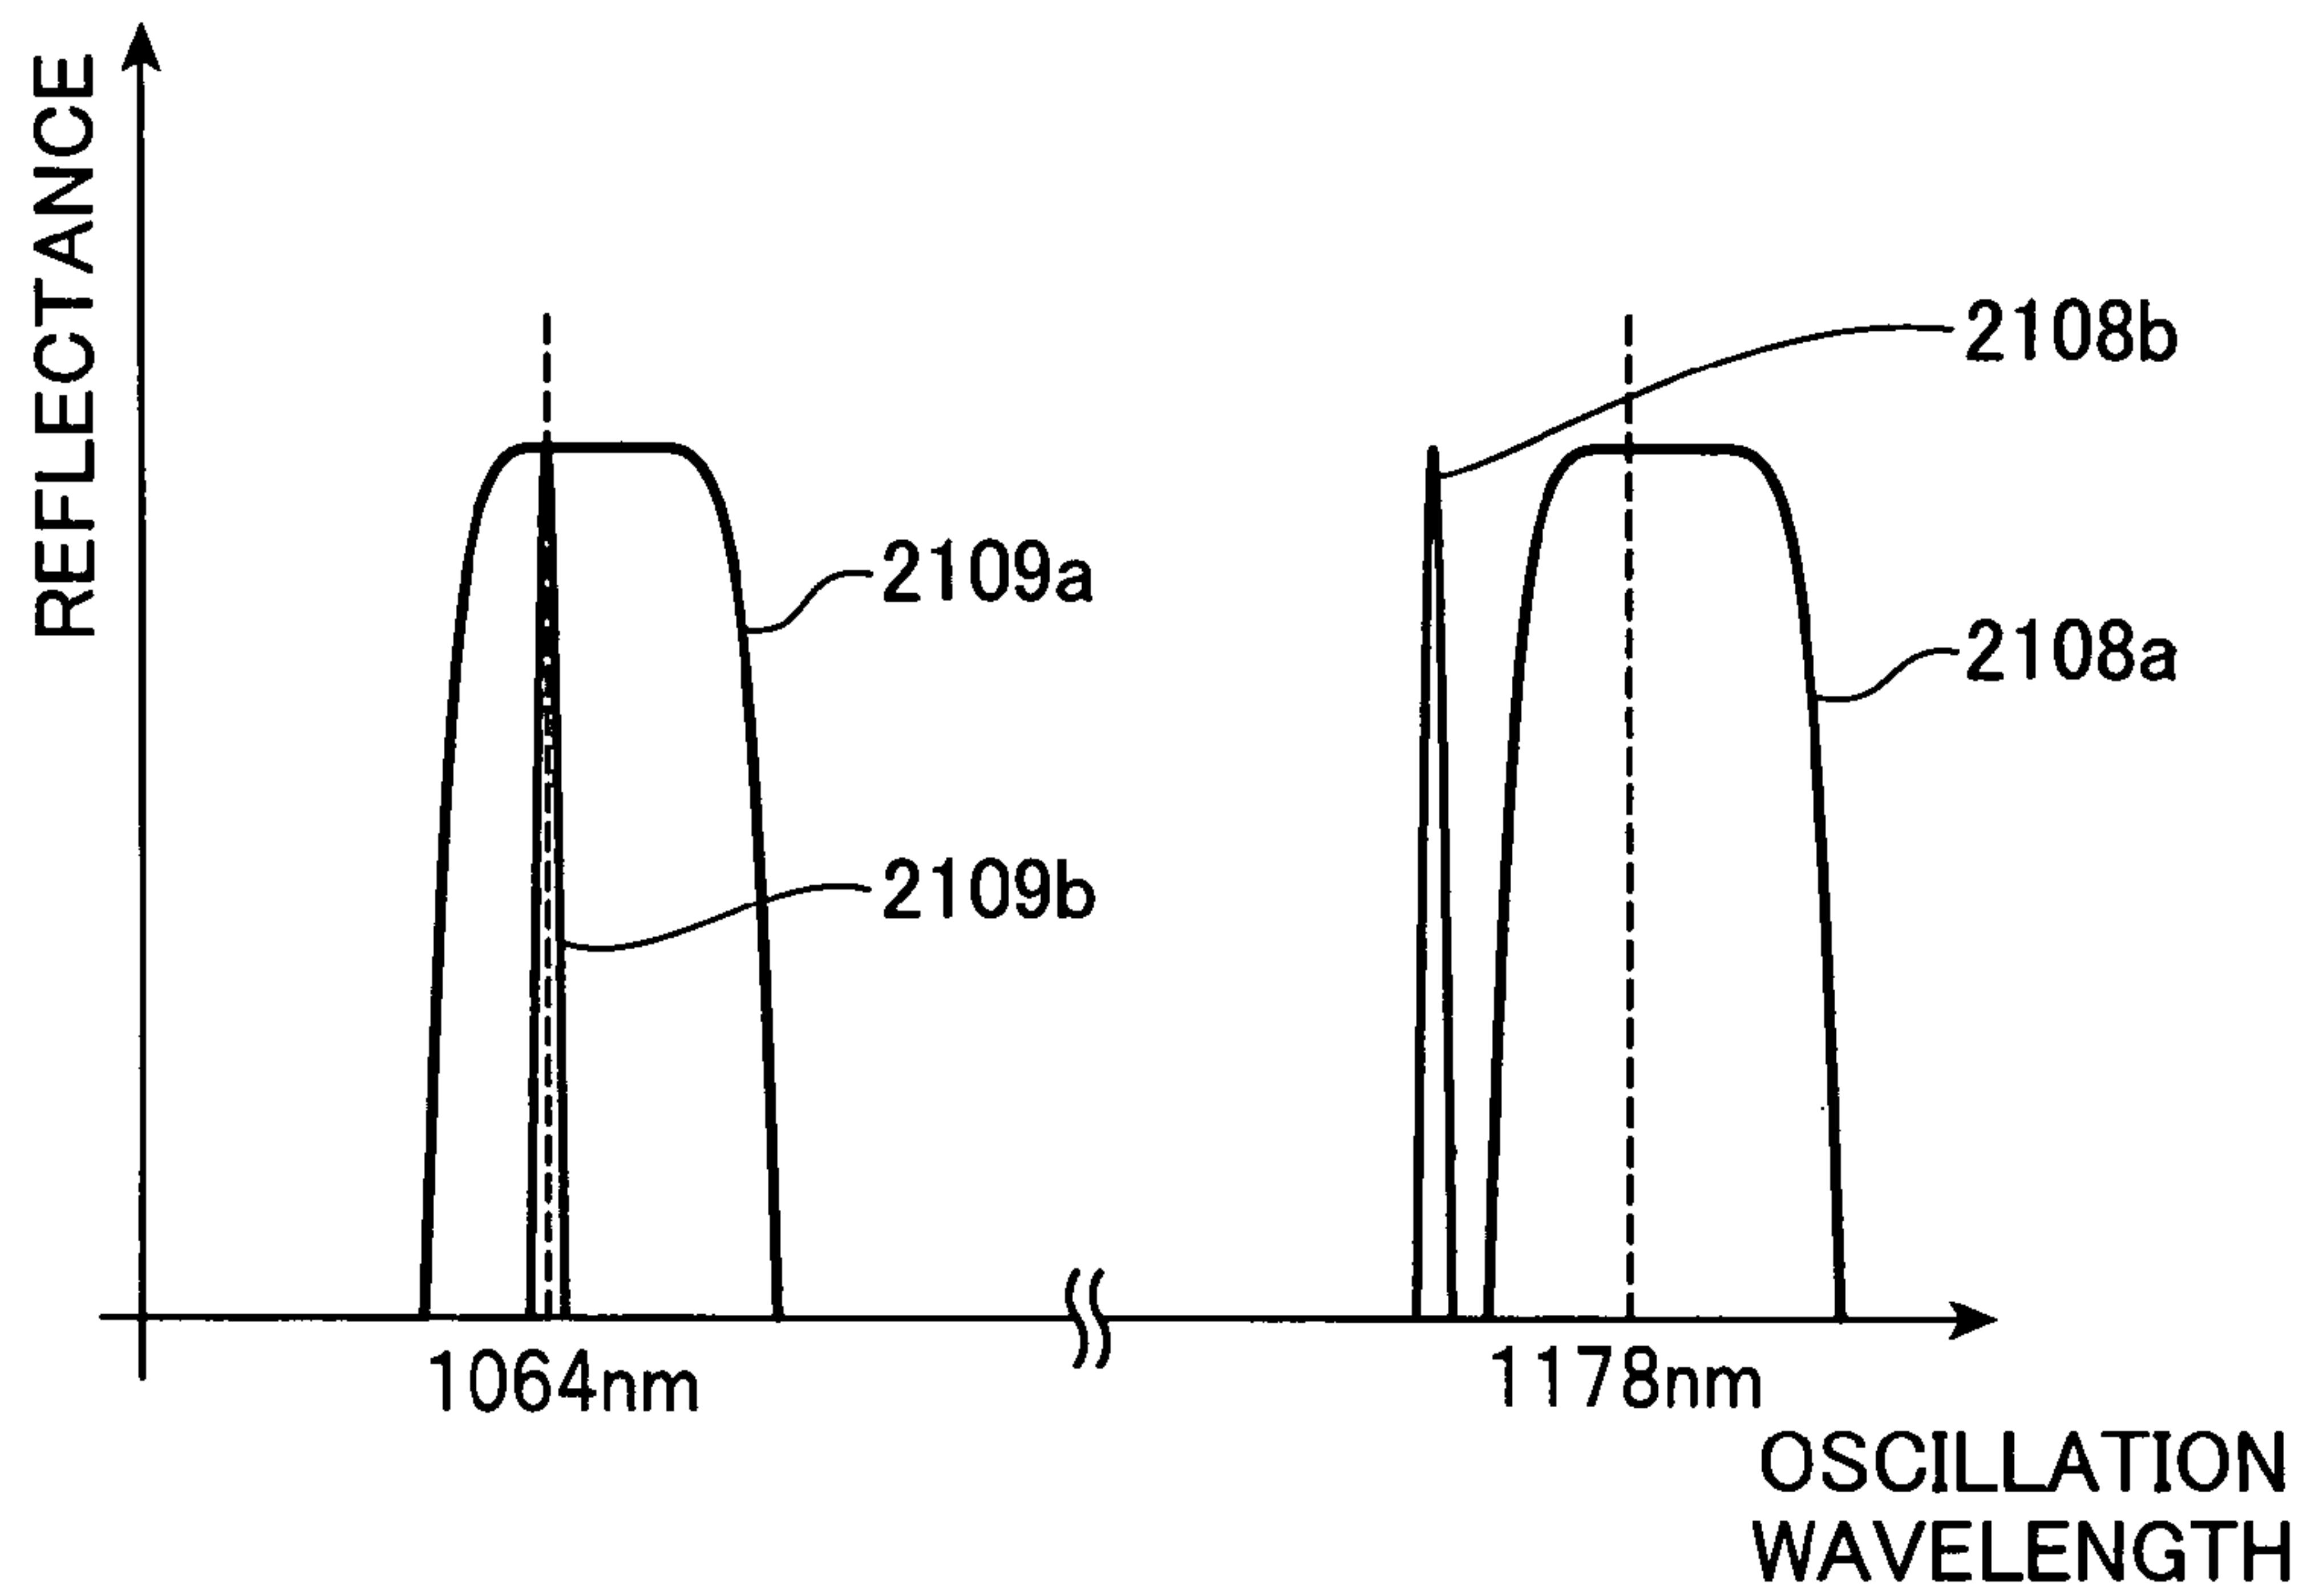 REFLECTANCE
2108b
2109a
2108a
2109b
1064nm
1178nm
OSCILLATION
WAVELENGTH